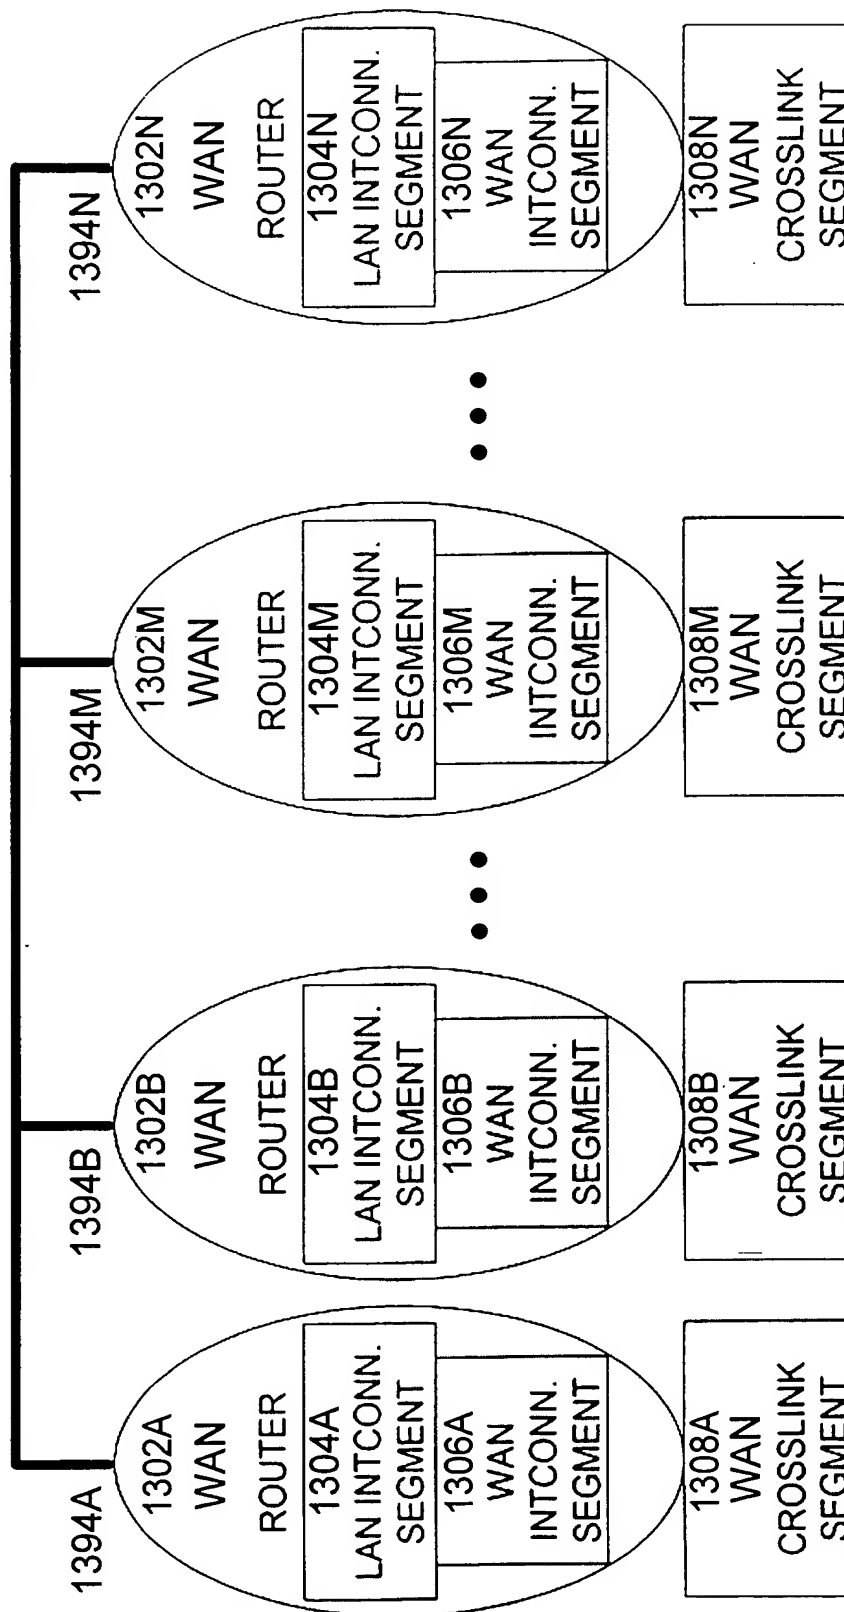 1394A
1302A
WAN
ROUTER
1304A
LAN INTCONN.
SEGMENT
1306A
WAN
INTCONN.
SEGMENT
1308A
WAN
CROSSLINK
SEGMENT
1394B
1302B
WAN
ROUTER
1304B
LAN INTCONN.
SEGMENT
1306B
WAN
INTCONN.
SEGMENT
1308B
WAN
CROSSLINK
SEGMENT
1394M
1302M
WAN
ROUTER
1304M
LAN INTCONN.
SEGMENT
1306M
WAN
INTCONN.
SEGMENT
1308M
WAN
CROSSLINK
SEGMENT
1394N
1302N
WAN
ROUTER
1304N
LAN INTCONN.
SEGMENT
1306N
WAN
INTCONN.
SEGMENT
1308N
WAN
CROSSLINK
SEGMENT